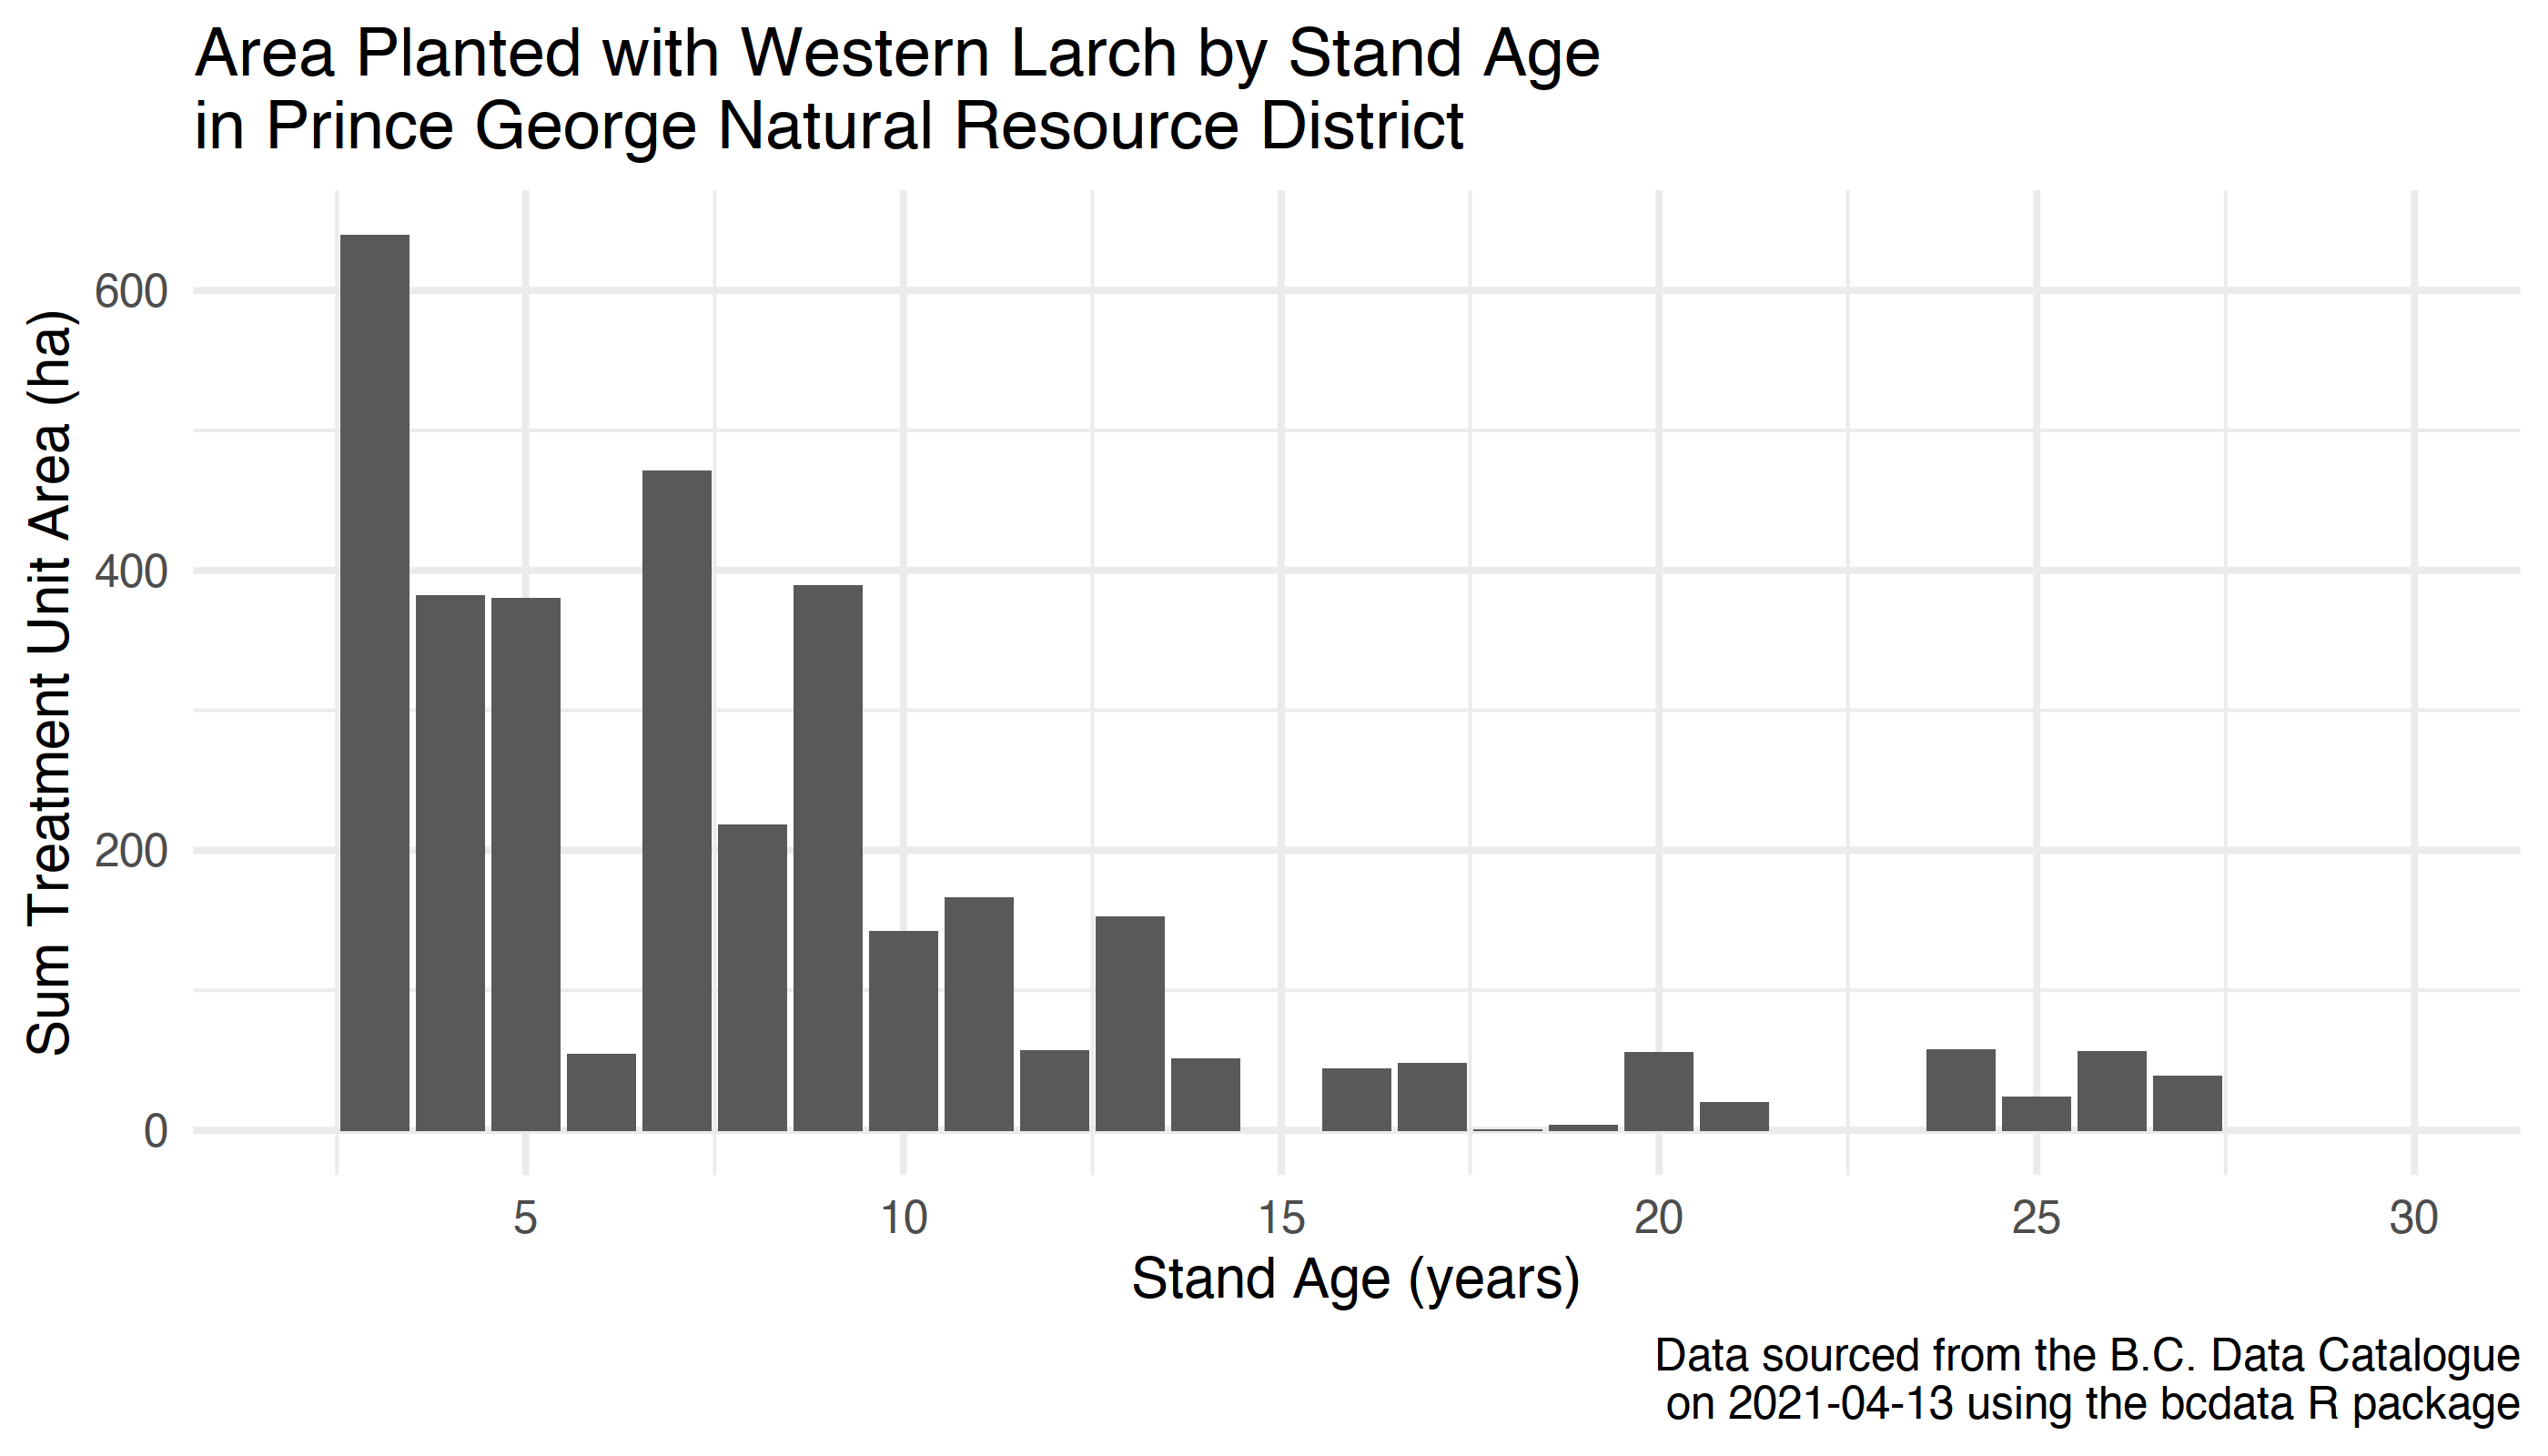 Area Planted with Western Larch by Stand Age
in Prince George Natural Resource District
Sum Treatment Unit Area (ha)
600
400
200
0
5
10
15
20
25
30
Stand Age (years)
Data sourced from the B.C. Data Catalogue
on 2021-04-13 using the bcdata R package